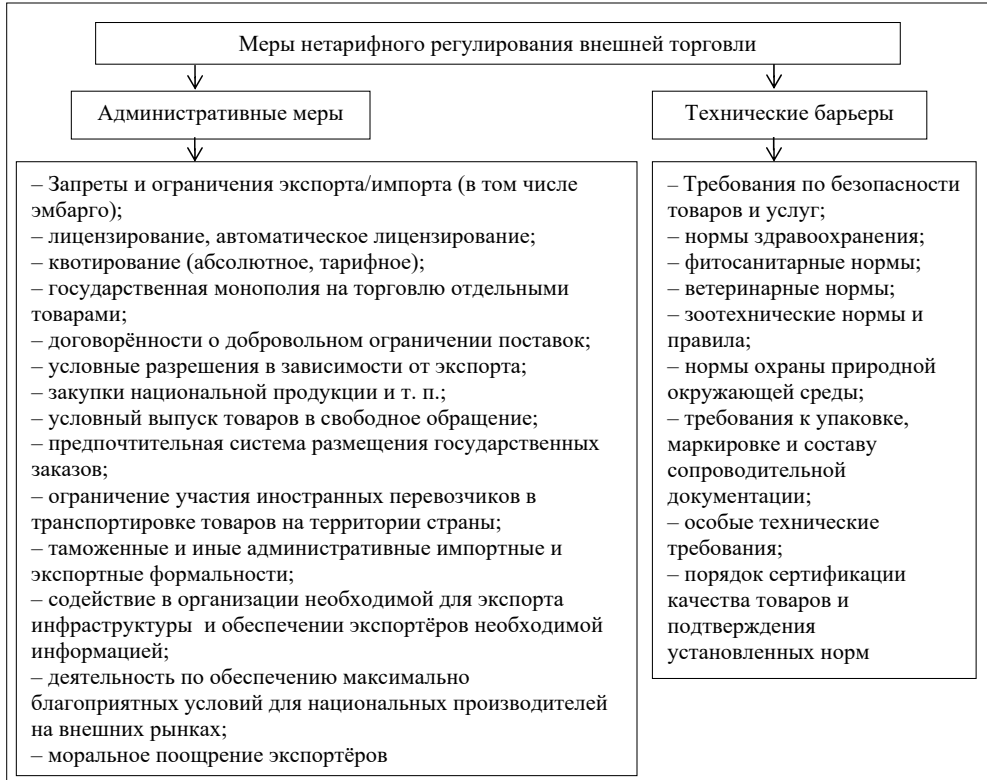 Меры нетарифного регулирования внешней торговли
Административные меры
Технические барьеры
– Запреты и ограничения экспорта/импорта (в том числе
эмбарго);
– лицензирование, автоматическое лицензирование;
– квотирование (абсолютное, тарифное);
– государственная монополия на торговлю отдельными
товарами;
– договорённости о добровольном ограничении поставок;
– условные разрешения в зависимости от экспорта;
– закупки национальной продукции и т. п.;
– условный выпуск товаров в свободное обращение;
– предпочтительная система размещения государственных
заказов;
– ограничение участия иностранных перевозчиков в
транспортировке товаров на территории страны;
– таможенные и иные административные импортные и
экспортные формальности;
– содействие в организации необходимой для экспорта
инфраструктуры и обеспечении экспортёров необходимой
информацией;
– деятельность по обеспечению максимально
благоприятных условий для национальных производителей
на внешних рынках;
– моральное поощрение экспортёров
– Требования по безопасности
товаров и услуг;
– нормы здравоохранения;
– фитосанитарные нормы;
– ветеринарные нормы;
– зоотехнические нормы и
правила;
– нормы охраны природной
окружающей среды;
– требования к упаковке,
маркировке и составу
сопроводительной
документации;
– особые технические
требования;
– порядок сертификации
качества товаров и
подтверждения
установленных норм